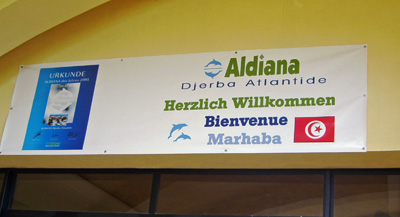 URKUNDE
Aldiana
Djerba Atlantide
Herzlich Willkommen
Bienvenue
Marhaba